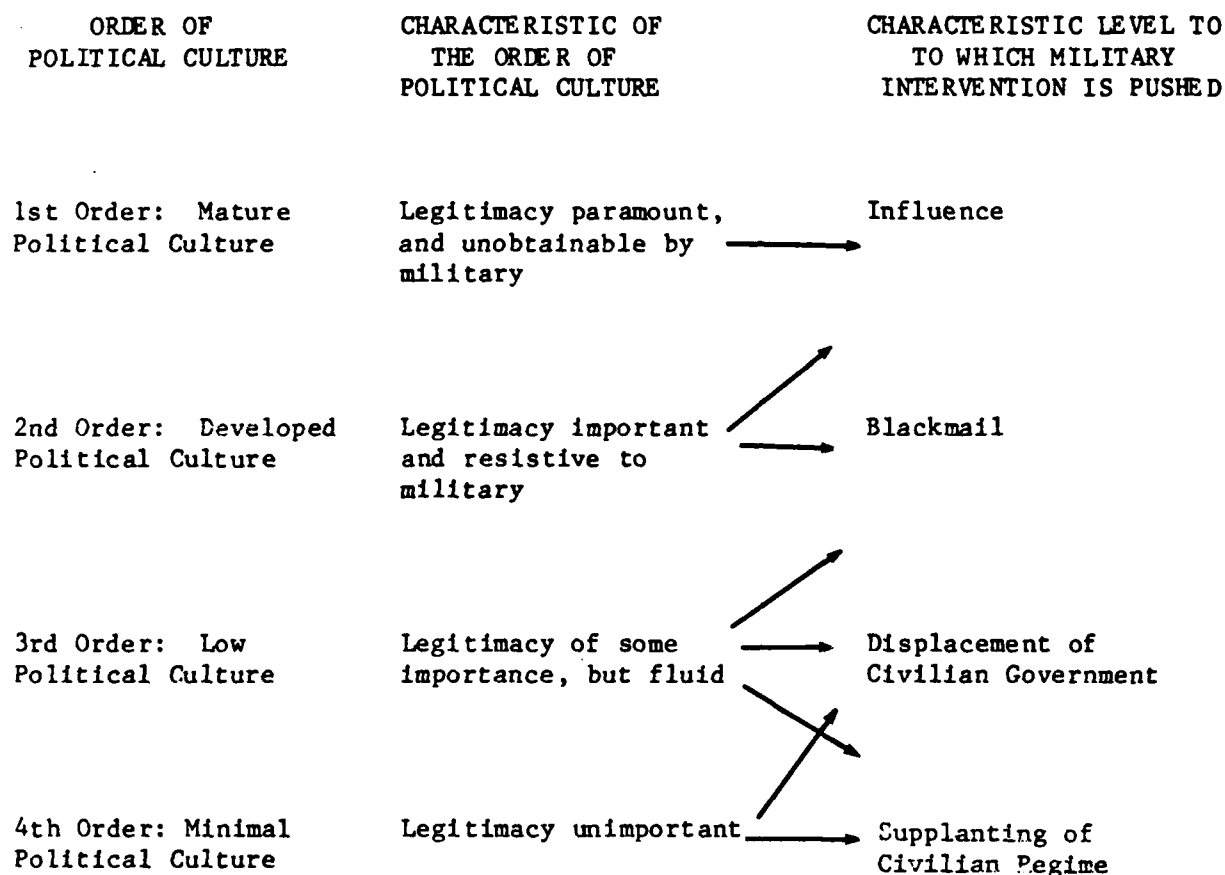 ORDER OF
POLITICAL CULTURE
CHARACTERISTIC OF
THE ORDER OF
POLITICAL CULTURE
CHARACTERISTIC LEVEL TO
TO WHICH MILITARY
INTERVENTION IS PUSHED
1st Order: Mature
Political Culture
Legitimacy paramount,
and unobtainable by
military
Influence
2nd Order: Developed
Political Culture
Legitimacy important
and resistive to
military
Blackmail
3rd Order: Low
Political Culture
Legitimacy of some
importance, but fluid
Displacement of
Civilian Government
4th Order: Minimal
Political Culture
Legitimacy unimportant
Supplanting of
Civilian Regime